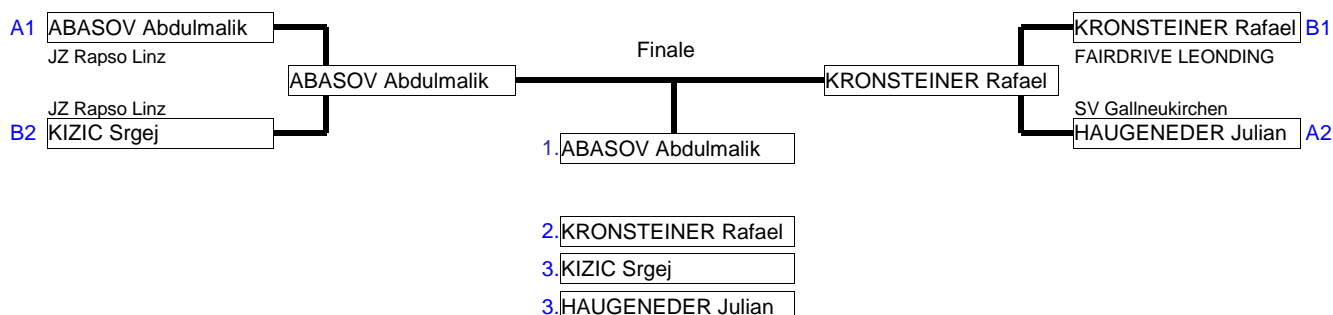 A1 ABASOV Abdulmalik
JZ Rapso Linz
ABASOV Abdulmalik
JZ Rapso Linz
B2 KIZIC Srgej
Finale
KRONSTEINER Rafael B1
FAIRDRIVE LEONDING
KRONSTEINER Rafael
SV Gallneukirchen
HAUGENEDER Julian A2
1. ABASOV Abdulmalik
2. KRONSTEINER Rafael
3. KIZIC Srgej
3. HAUGENEDER Julian